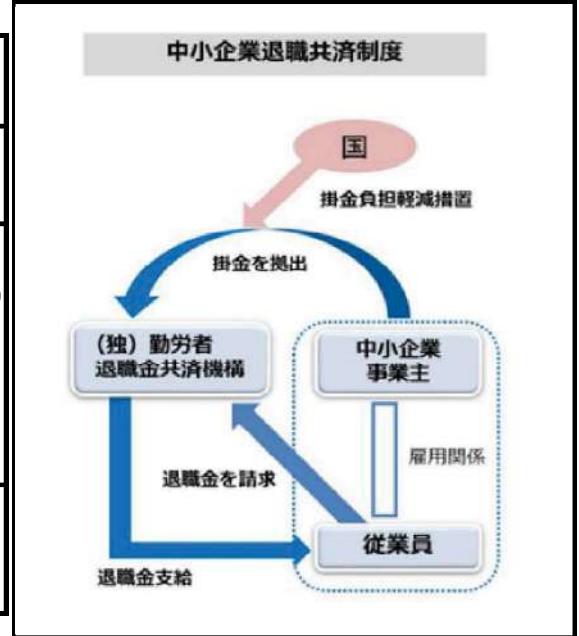 中小企業退職共済制度
国
掛金負担軽減措置
掛金を拠出
（独）勤労者
退職金共済機構
中小企業
事業主
退職金を請求
雇用関係
従業員
退職金支給